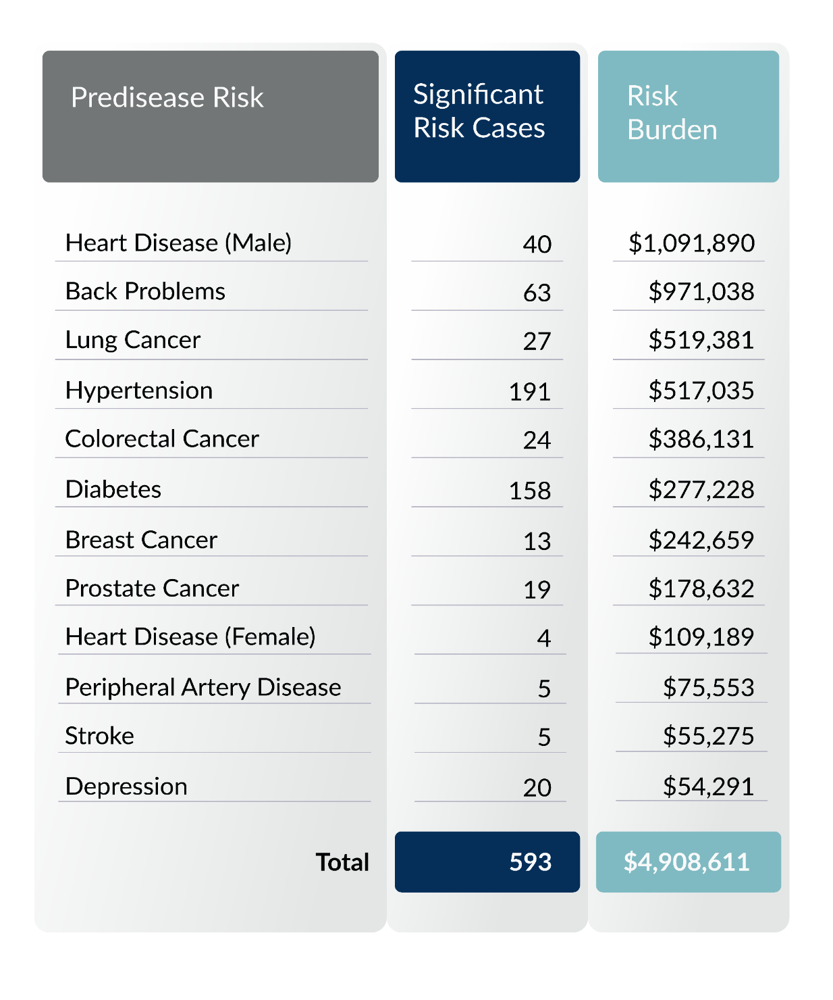 Predisease Risk
Significant
Risk Cases
Risk
Burden
Heart Disease (Male) 40 $1,091,890
Back Problems 63 $971,038
Lung Cancer 27 $519,381
Hypertension 191 $517,035
Colorectal Cancer 24 $386,131
Diabetes 158 $277,228
Breast Cancer 13 $242,659
Prostate Cancer 19 $178,632
Heart Disease (Female) 4 $109,189
Peripheral Artery Disease 5 $75,553
Stroke 5 $55,275
Depression 20 $54,291
Total 593 $4,908,611